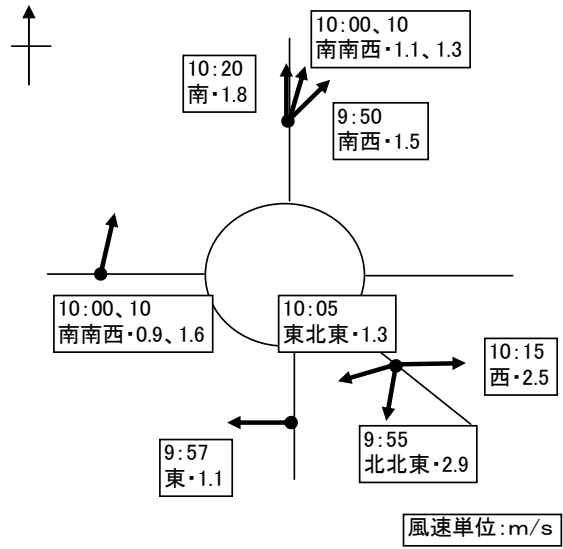 10:00、10
南南西・1.1、1.3
10:20
南・1.8
9:50
南西・1.5
10:00、10
南南西・0.9、1.6
10:05
東北東・1.3
10:15
西・2.5
9:57
東・1.1
9:55
北北東・2.9
風速単位:m/s